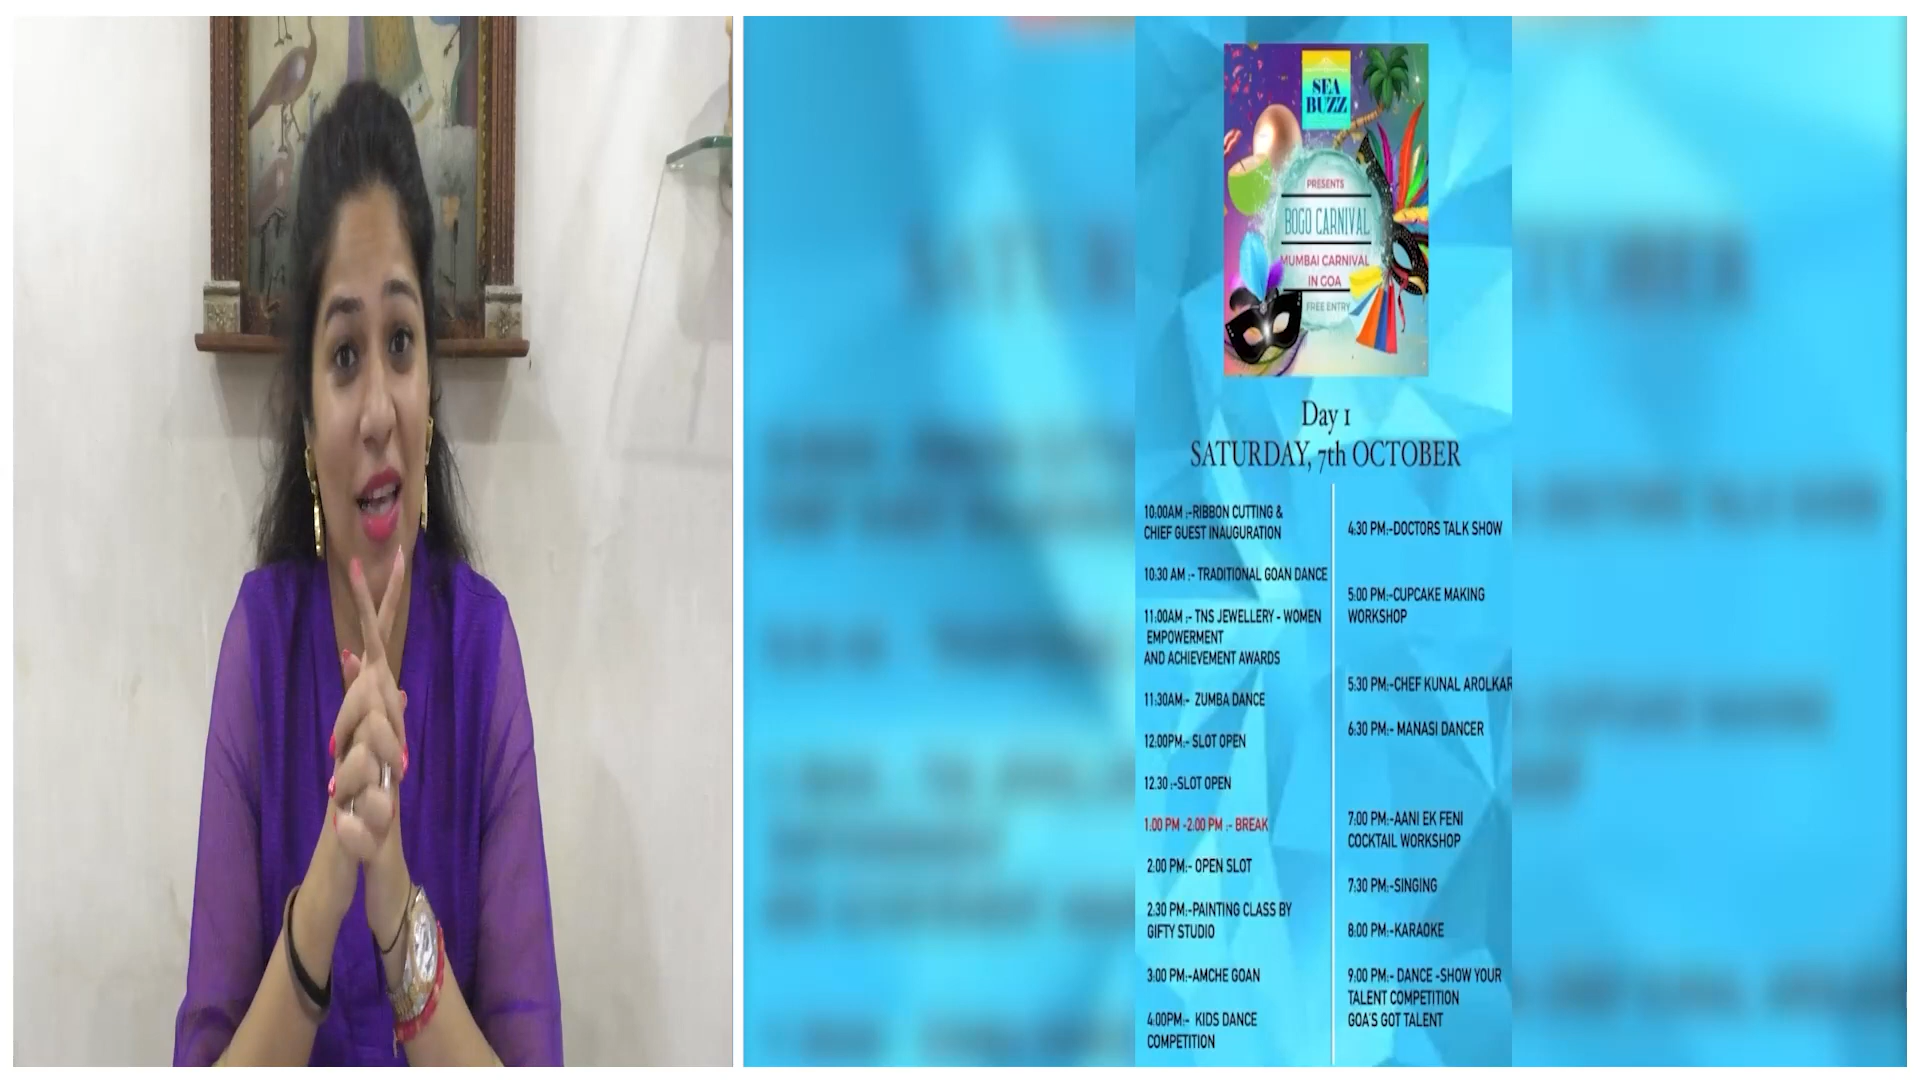 SEA
BUZZ
PRESENTS
BOGO CARNIVAL
MUMBAI CARNIVAL
IN GOA
FREE ENTRY
Day 1
SATURDAY, 7th OCTOBER
10:00AM :-RIBBON CUTTING &
CHIEF GUEST INAUGURATION
10:30 AM :- TRADITIONAL GOAN DANCE
11:00AM :- TNS JEWELLERY - WOMEN
EMPOWERMENT
AND ACHIEVEMENT AWARDS
11:30AM:- ZUMBA DANCE
12:00PM:- SLOT OPEN
12.30 :-SLOT OPEN
1:00 PM -2:00 PM :- BREAK
2:00 PM:- OPEN SLOT
2:30 PM:-PAINTING CLASS BY
GIFTY STUDIO
3:00 PM:-AMCHE GOAN
4:00PM:- KIDS DANCE
COMPETITION
4:30 PM:-DOCTORS TALK SHOW
5:00 PM:-CUPCAKE MAKING
WORKSHOP
5:30 PM:-CHEF KUNAL AROLKAR
6:30 PM:- MANASI DANCER
7:00 PM:-AANI EK FENI
COCKTAIL WORKSHOP
7:30 PM:-SINGING
8:00 PM:-KARAOKE
9:00 PM:- DANCE -SHOW YOUR
TALENT COMPETITION
GOA'S GOT TALENT